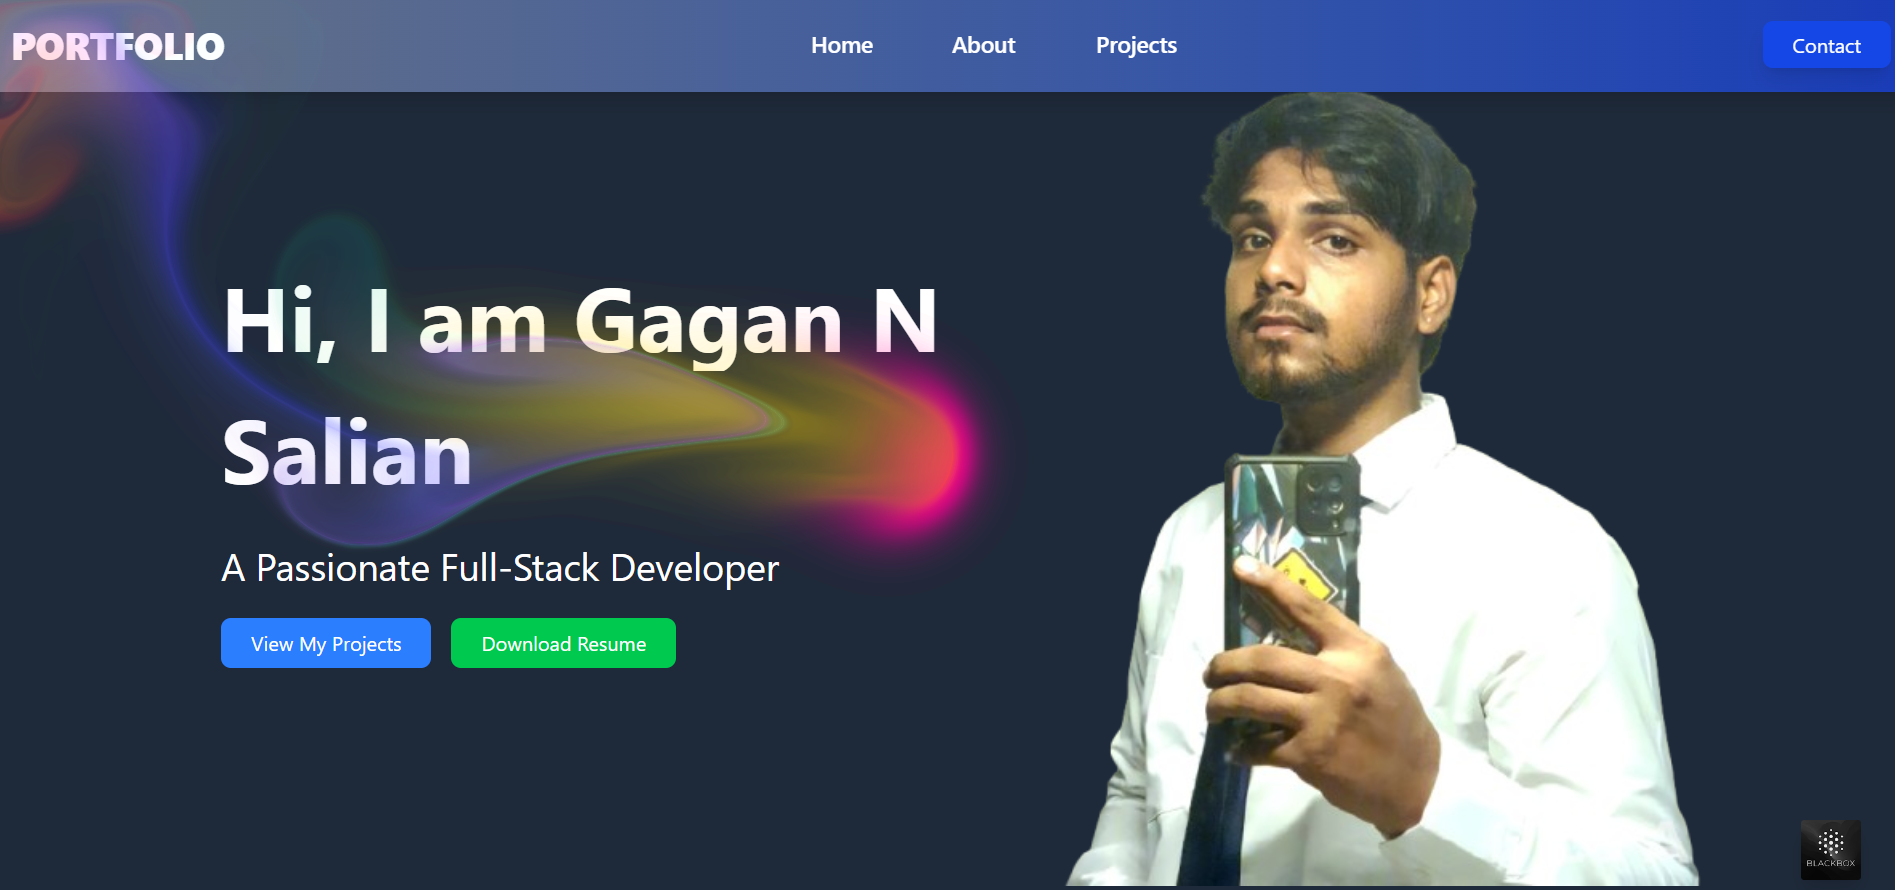 PORTFOLIO
Home
About
Projects
Contact
Hi, I am Gagan N
Salian
A Passionate Full-Stack Developer
View My Projects
Download Resume
BLACKBOX